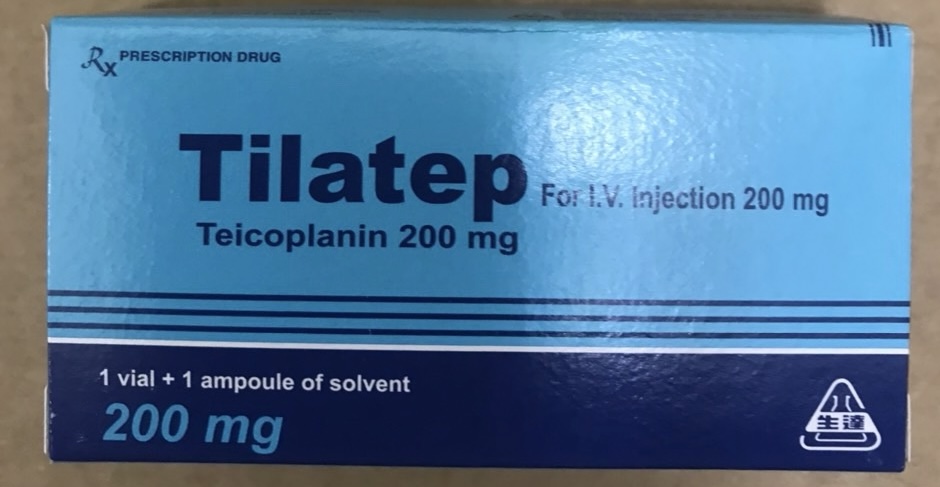 Rx PRESCRIPTION DRUG
Tilatep For I.V. Injection 200 mg
Teicoplanin 200 mg
1 vial + 1 ampoule of solvent
200 mg
生達